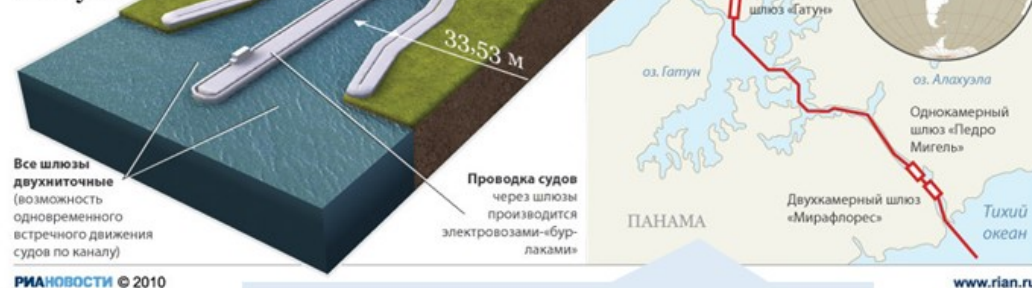 33,53 м
Все шлюзы
двухниточные
(возможность
одновременного
встречного движения
судов по каналу)
Проводка судов
через шлюзы
производится
электровозами-«бур-
лаками»
шлюз «Гатун»
оз. Гатун
оз. Алахуэла
Однокамерный
шлюз «Педро
Мигель»
Двухкамерный шлюз
«Мирафлорес»
ПАНАМА
Тихий
океан
РИАНОВОСТИ © 2010
www.rian.ru